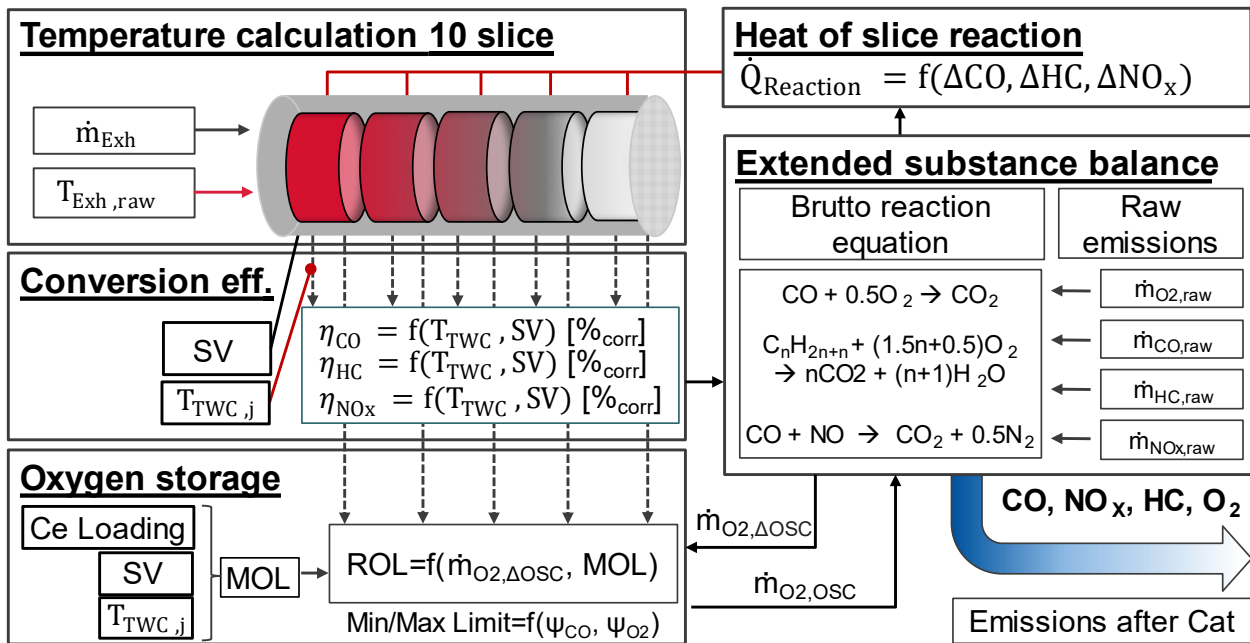 Temperature calculation 10 slice
ṁExh
TExh ,raw
Heat of slice reaction
Q̇Reaction = f(ΔCO, ΔHC, ΔNOx)
Extended substance balance
Brutto reaction
equation
Raw
emissions
CO + 0.5O2 → CO2
CnH2n+n + (1.5n+0.5)O2
→ nCO2 + (n+1)H2O
CO + NO → CO2 + 0.5N2
ṁO2,raw
ṁCO,raw
ṁHC,raw
ṁNOx,raw
Conversion eff.
SV
TTWC ,j
ηCO = f(TTWC , SV) [%corr]
ηHC = f(TTWC , SV) [%corr]
ηNOx = f(TTWC , SV) [%corr]
Oxygen storage
Ce Loading
SV
TTWC ,j
MOL
ROL=f(ṁO2,ΔOSC, MOL)
Min/Max Limit=f(ψCO, ψO2)
ṁO2,ΔOSC
ṁO2,OSC
CO, NOX, HC, O2
Emissions after Cat